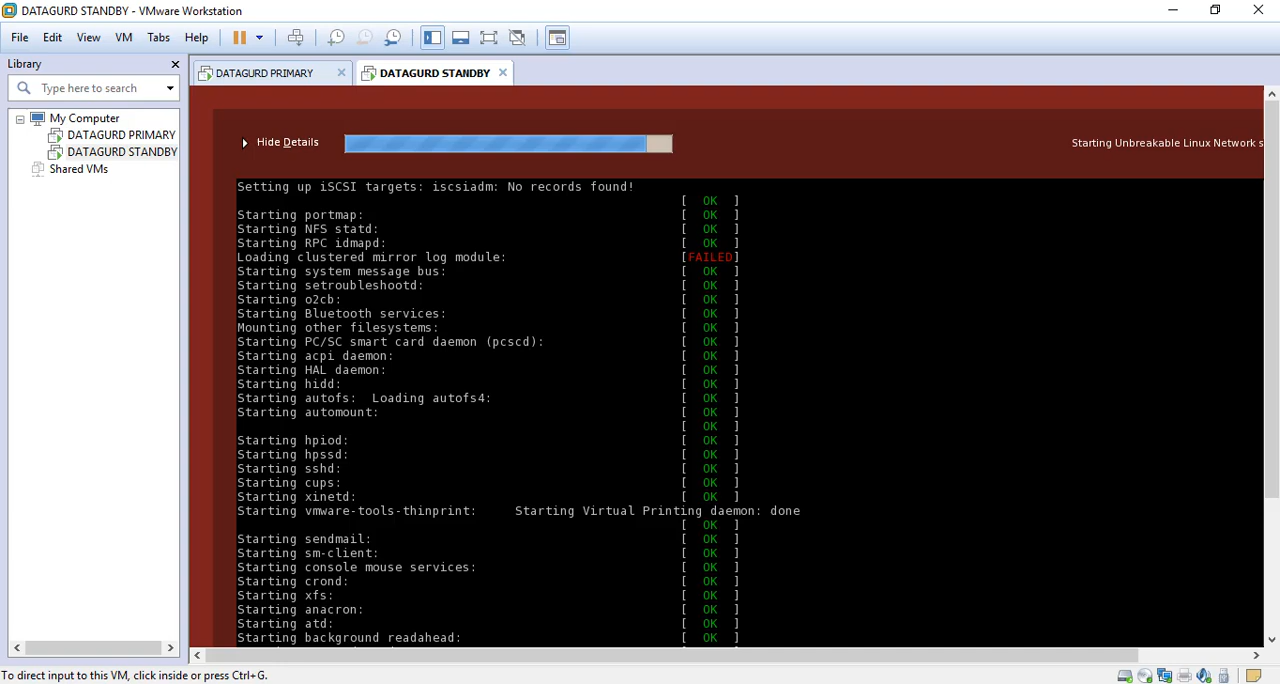 DATAGURD STANDBY - VMware Workstation
File Edit View VM Tabs Help
Library
Type here to search
My Computer
DATAGURD PRIMARY
DATAGURD STANDBY
Shared VMs
DATAGURD PRIMARY
DATAGURD STANDBY
Hide Details
Starting Unbreakable Linux Network s
Setting up iSCSI targets: iscsiadm: No records found!
[ OK ]
Starting portmap: [ OK ]
Starting NFS statd: [ OK ]
Starting RPC idmapd: [ OK ]
Loading clustered mirror log module: [FAILED]
Starting system message bus: [ OK ]
Starting setroubleshootd: [ OK ]
Starting o2cb: [ OK ]
Starting Bluetooth services: [ OK ]
Mounting other filesystems: [ OK ]
Starting PC/SC smart card daemon (pcscd): [ OK ]
Starting acpi daemon: [ OK ]
Starting HAL daemon: [ OK ]
Starting hidd: [ OK ]
Starting autofs: Loading autofs4: [ OK ]
Starting automount: [ OK ]
[ OK ]
Starting hpiod: [ OK ]
Starting hpssd: [ OK ]
Starting sshd: [ OK ]
Starting cups: [ OK ]
Starting xinetd: [ OK ]
Starting vmware-tools-thinprint: Starting Virtual Printing daemon: done
[ OK ]
Starting sendmail: [ OK ]
Starting sm-client: [ OK ]
Starting console mouse services: [ OK ]
Starting crond: [ OK ]
Starting xfs: [ OK ]
Starting anacron: [ OK ]
Starting atd: [ OK ]
Starting background readahead: [ OK ]
To direct input to this VM, click inside or press Ctrl+G.